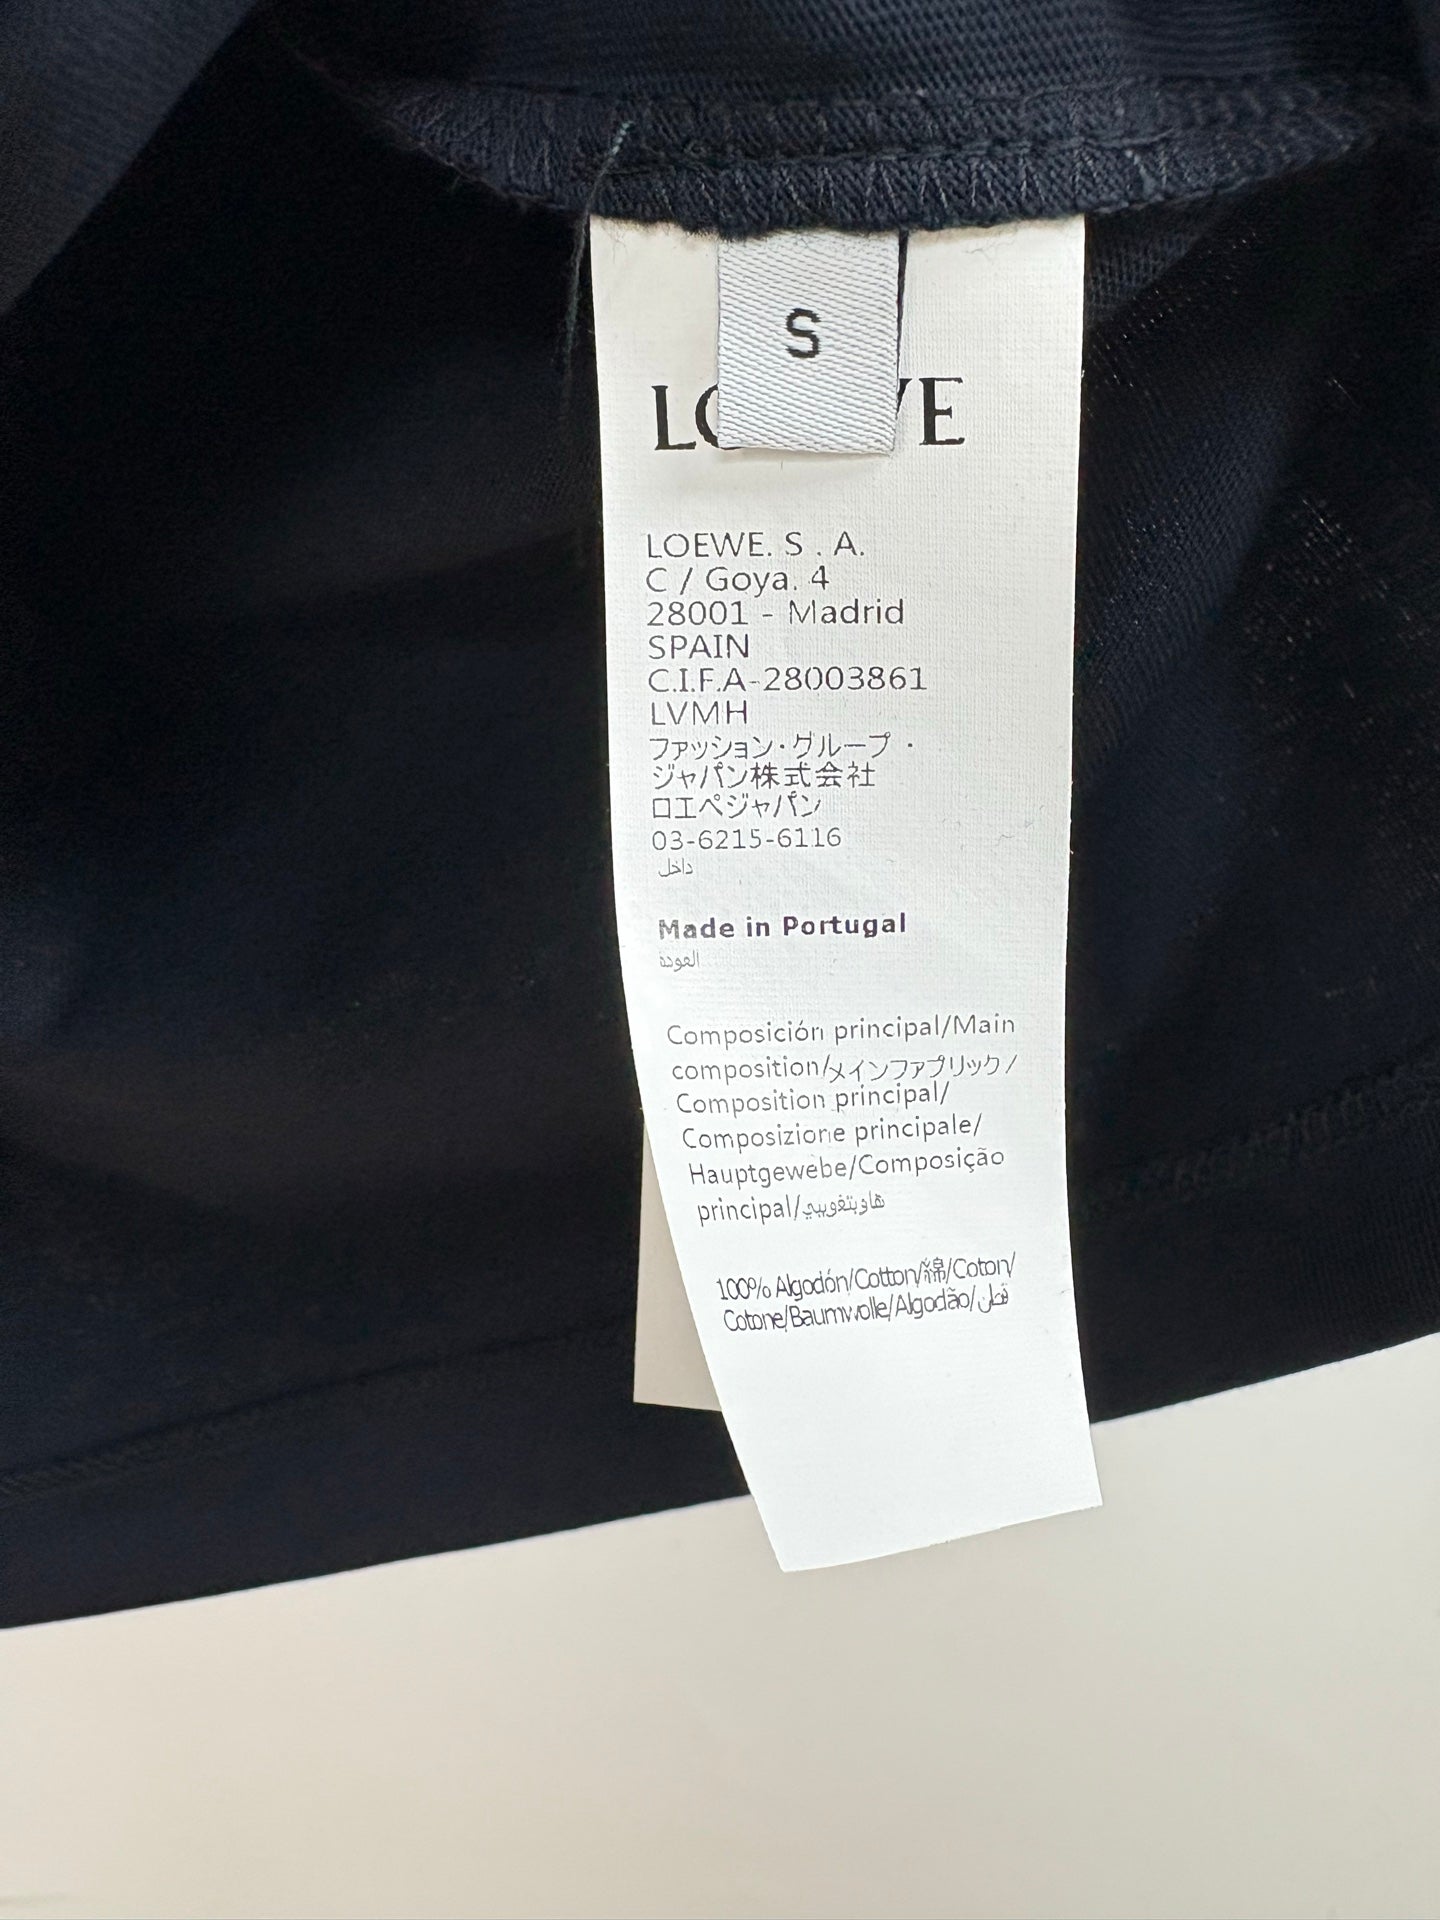 S
LOEWE. S . A.
C / Goya. 4
28001 - Madrid
SPAIN
C.I.F.A-28003861
LVMH
ファッション・グループ ・
ジャパン株式会社
ロエペジャパン
03-6215-6116
داخل
Made in Portugal
العودة
Composición principal/Main
composition/メインファブリック/
Composition principal/
Composizione principale/
Hauptgewebe/Composição
principal/
100% Algodón/Cotton/綿/Coton/
Cotone/Baumwolle/Algodão/قطن